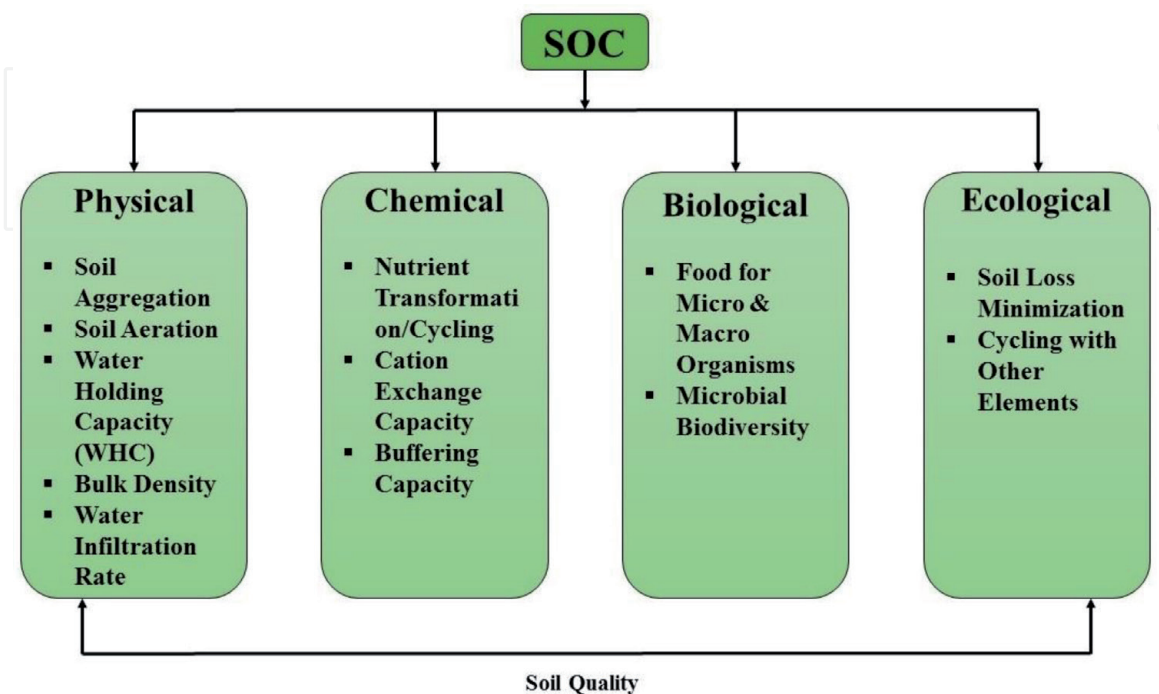 SOC
Physical
▪ Soil
Aggregation
▪ Soil Aeration
▪ Water
Holding
Capacity
(WHC)
▪ Bulk Density
▪ Water
Infiltration
Rate
Chemical
▪ Nutrient
Transformati
on/Cycling
▪ Cation
Exchange
Capacity
▪ Buffering
Capacity
Biological
▪ Food for
Micro &
Macro
Organisms
▪ Microbial
Biodiversity
Ecological
▪ Soil Loss
Minimization
▪ Cycling with
Other
Elements
Soil Quality